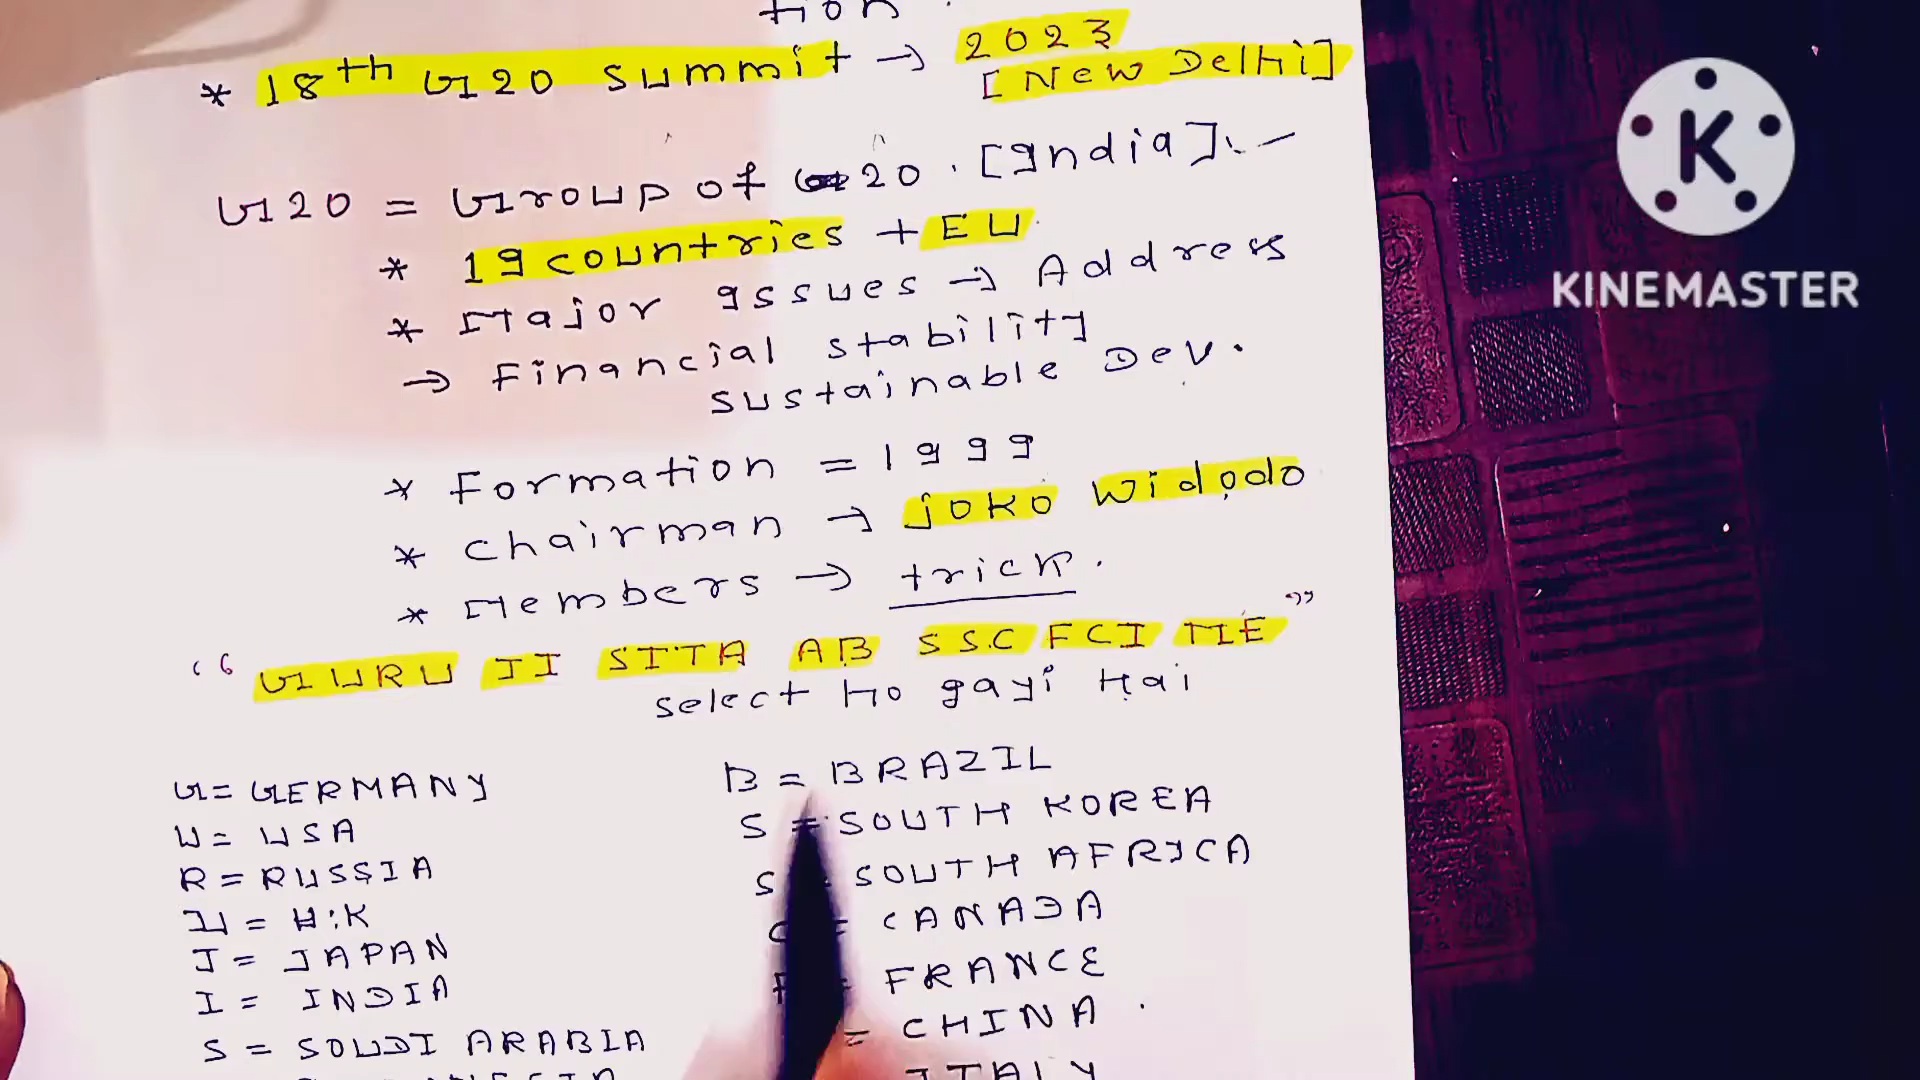 tion.
* 18th G20 summit → 2023
[New Delhi]
G20 = Group of 20. [India].
* 19 countries + EU
* Major Issues → Address
→ Financial stability
sustainable Dev.
* Formation = 1999
* Chairman → joko widodo
* Members → trick.
"GURU JI SITA AB SSC FCI ME"
select Ho gayi Hai
G = GERMANY
U = USA
R = RUSSIA
U = U.K
J = JAPAN
I = INDIA
S = SOUDI ARABIA
B = BRAZIL
S = SOUTH KOREA
S = SOUTH AFRICA
C = CANADA
F = FRANCE
= CHINA.
ITALY
K
KINEMASTER